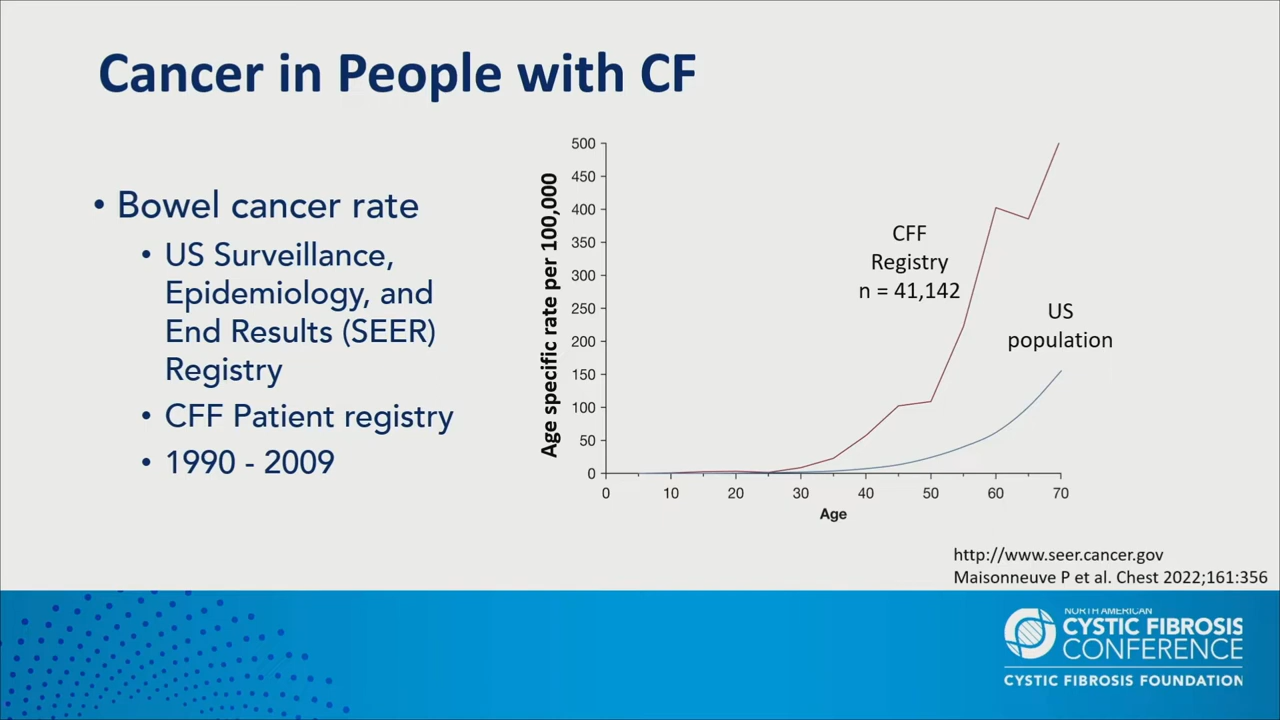 Cancer in People with CF
• Bowel cancer rate
• US Surveillance,
Epidemiology, and
End Results (SEER)
Registry
• CFF Patient registry
• 1990 - 2009
Age specific rate per 100,000
500
450
400
350
300
250
200
150
100
50
0
0 10 20 30 40 50 60 70
Age
CFF
Registry
n = 41,142
US
population
http://www.seer.cancer.gov
Maisonneuve P et al. Chest 2022;161:356
NORTH AMERICAN
CYSTIC FIBROSIS
CONFERENCE
CYSTIC FIBROSIS FOUNDATION